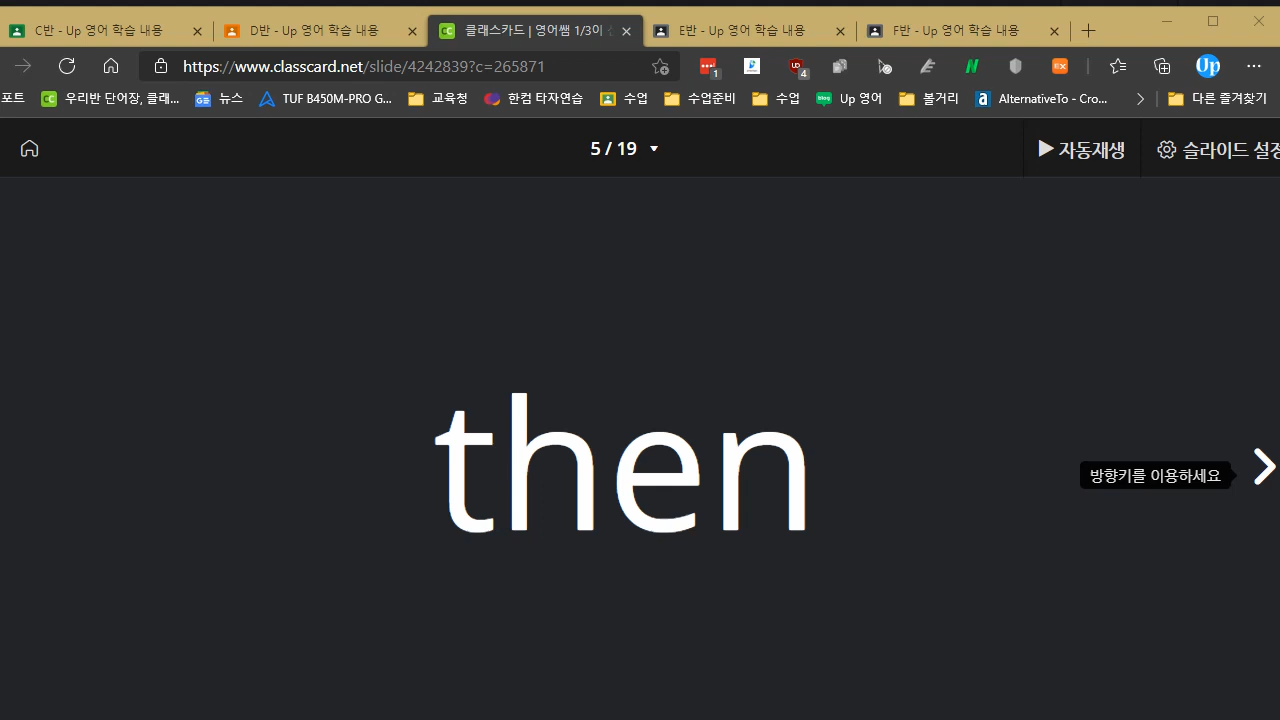 C반 - Up 영어 학습 내용
D반 - Up 영어 학습 내용
클래스카드 | 영어쌤 1/3이
E반 - Up 영어 학습 내용
F반 - Up 영어 학습 내용
https://www.classcard.net/slide/4242839?c=265871
1
4
Up
포트
우리반 단어장, 클래...
뉴스
TUF B450M-PRO G...
교육청
한컴 타자연습
수업
수업준비
수업
Up 영어
볼거리
AlternativeTo - Cro...
다른 즐겨찾기
5 / 19
자동재생
슬라이드 설정
then
방향키를 이용하세요